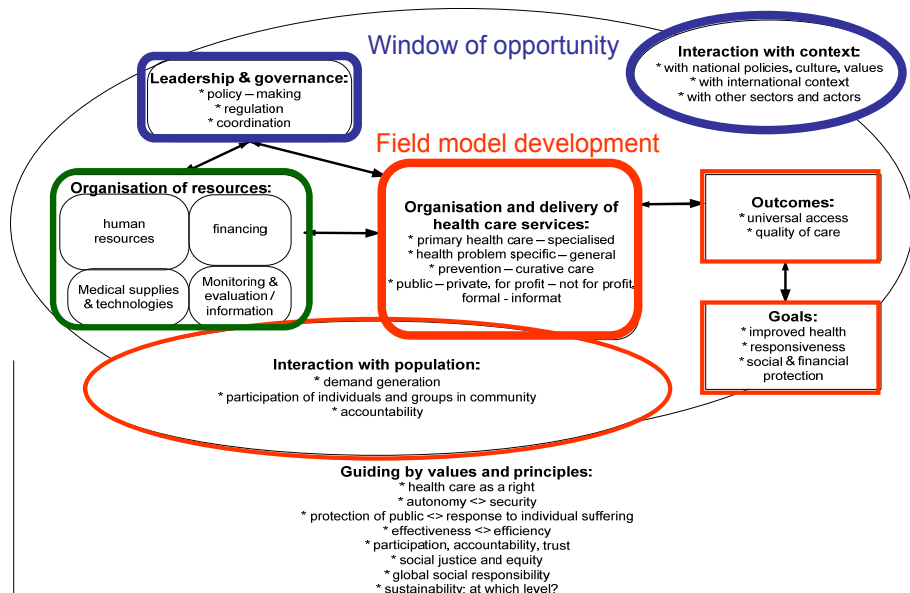 Window of opportunity
Interaction with context:
* with national policies, culture, values
* with international context
* with other sectors and actors
Leadership & governance:
* policy – making
* regulation
* coordination
Field model development
Organisation of resources:
human
resources
financing
Medical supplies
& technologies
Monitoring &
evaluation /
information
Organisation and delivery of
health care services:
* primary health care – specialised
* health problem specific – general
* prevention – curative care
* public – private, for profit – not for profit,
formal - informat
Outcomes:
* universal access
* quality of care
Goals:
* improved health
* responsiveness
* social & financial
protection
Interaction with population:
* demand generation
* participation of individuals and groups in community
* accountability
Guiding by values and principles:
* health care as a right
* autonomy <> security
* protection of public <> response to individual suffering
* effectiveness <> efficiency
* participation, accountability, trust
* social justice and equity
* global social responsibility
* sustainability: at which level?